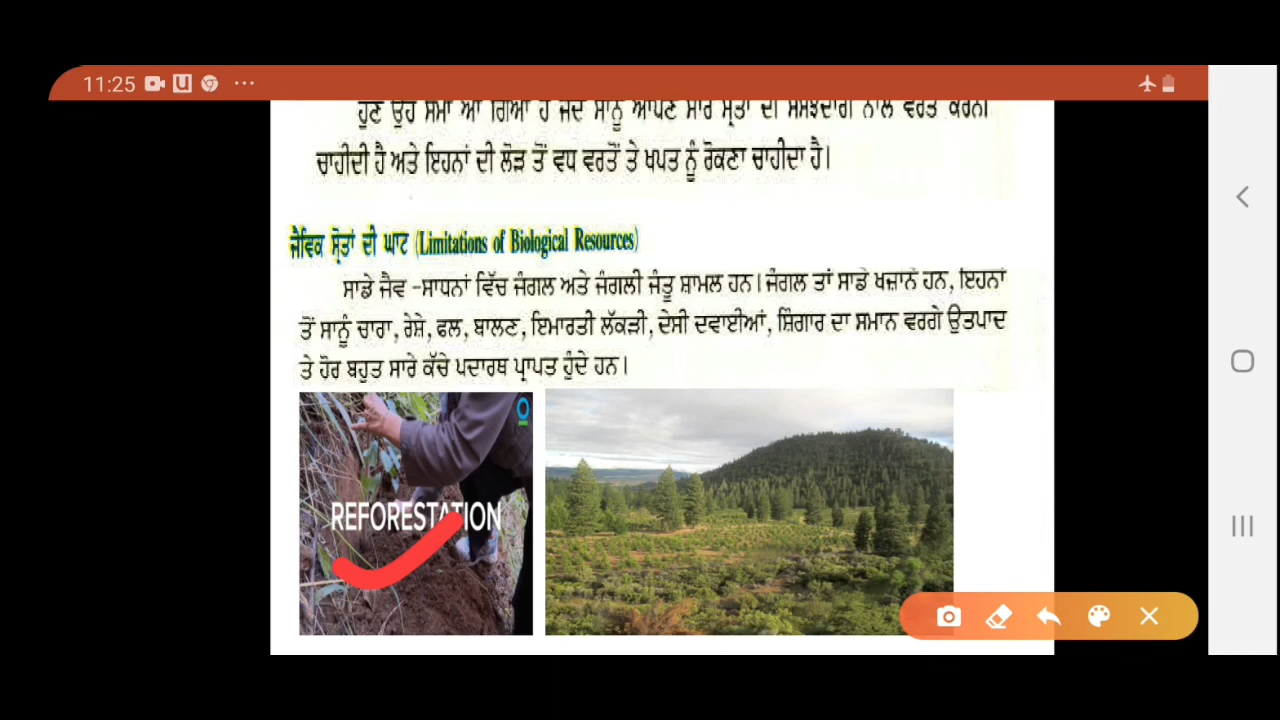 11:25
ਹੁਣ ਉਹ ਸਮਾਂ ਆ ਗਿਆ ਹੈ ਜਦੋਂ ਸਾਨੂੰ ਆਪਣੇ ਸਾਰੇ ਸ੍ਰੋਤਾਂ ਦੀ ਸਮਝਦਾਰੀ ਨਾਲ ਵਰਤੋਂ ਕਰਨੀ
ਚਾਹੀਦੀ ਹੈ ਅਤੇ ਇਹਨਾਂ ਦੀ ਲੋੜ ਤੋਂ ਵਧ ਵਰਤੋਂ ਤੇ ਖਪਤ ਨੂੰ ਰੋਕਣਾ ਚਾਹੀਦਾ ਹੈ।
ਜੈਵਿਕ ਸ੍ਰੋਤਾਂ ਦੀ ਘਾਟ (Limitations of Biological Resources)
ਸਾਡੇ ਜੈਵ -ਸਾਧਨਾਂ ਵਿੱਚ ਜੰਗਲ ਅਤੇ ਜੰਗਲੀ ਜੰਤੂ ਸ਼ਾਮਲ ਹਨ। ਜੰਗਲ ਤਾਂ ਸਾਡੇ ਖਜ਼ਾਨੇ ਹਨ, ਇਹਨਾਂ
ਤੋਂ ਸਾਨੂੰ ਚਾਰਾ, ਰੇਸ਼ੇ, ਫਲ, ਬਾਲਣ, ਇਮਾਰਤੀ ਲੱਕੜੀ, ਦੇਸੀ ਦਵਾਈਆਂ, ਸ਼ਿੰਗਾਰ ਦਾ ਸਮਾਨ ਵਰਗੇ ਉਤਪਾਦ
ਤੇ ਹੋਰ ਬਹੁਤ ਸਾਰੇ ਕੱਚੇ ਪਦਾਰਥ ਪ੍ਰਾਪਤ ਹੁੰਦੇ ਹਨ।
REFORESTATION